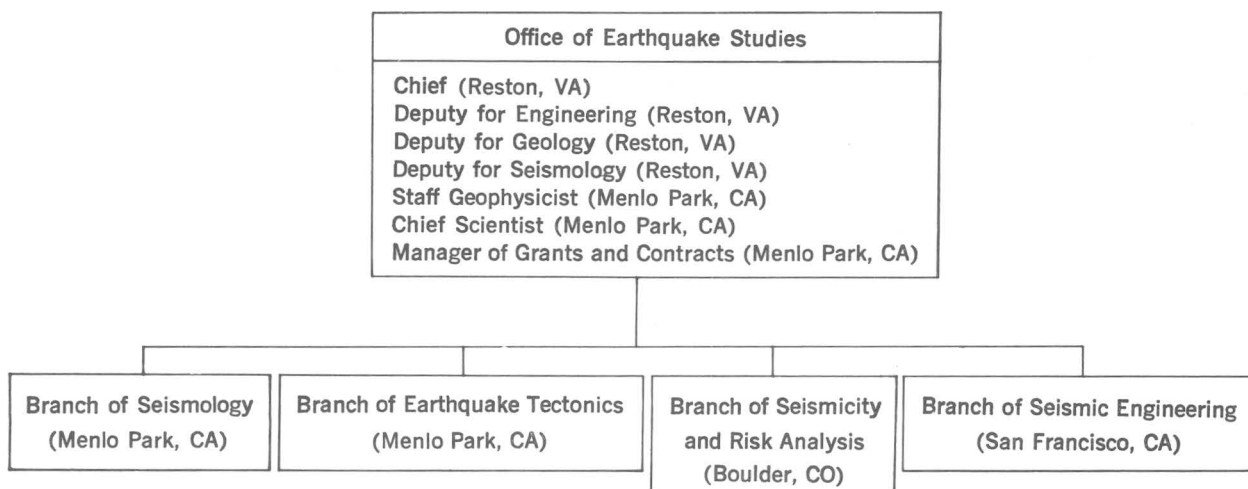 Office of Earthquake Studies
Chief (Reston, VA)
Deputy for Engineering (Reston, VA)
Deputy for Geology (Reston, VA)
Deputy for Seismology (Reston, VA)
Staff Geophysicist (Menlo Park, CA)
Chief Scientist (Menlo Park, CA)
Manager of Grants and Contracts (Menlo Park, CA)
Branch of Seismology
(Menlo Park, CA)
Branch of Earthquake Tectonics
(Menlo Park, CA)
Branch of Seismicity
and Risk Analysis
(Boulder, CO)
Branch of Seismic Engineering
(San Francisco, CA)